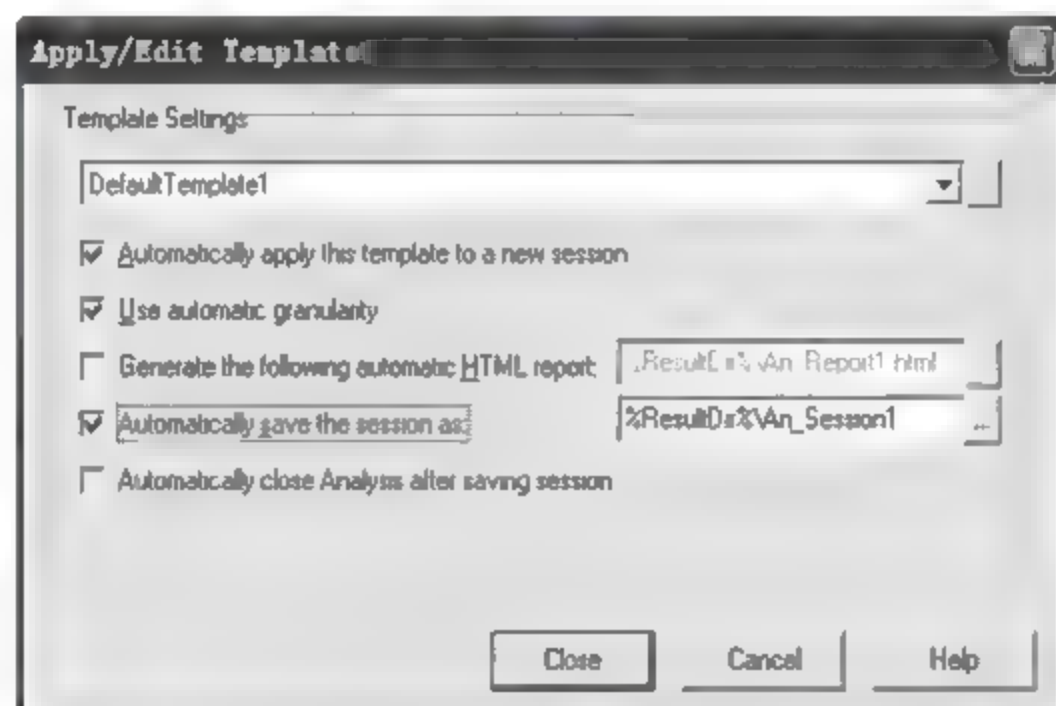 Apply/Edit Template
Template Settings
DefaultTemplate1
Automatically apply this template to a new session
Use automatic granularity
Generate the following automatic HTML report:
\An_Report1.html
Automatically save the session as:
%ResultDir%\An_Session1
...
Automatically close Analysis after saving session
Close
Cancel
Help